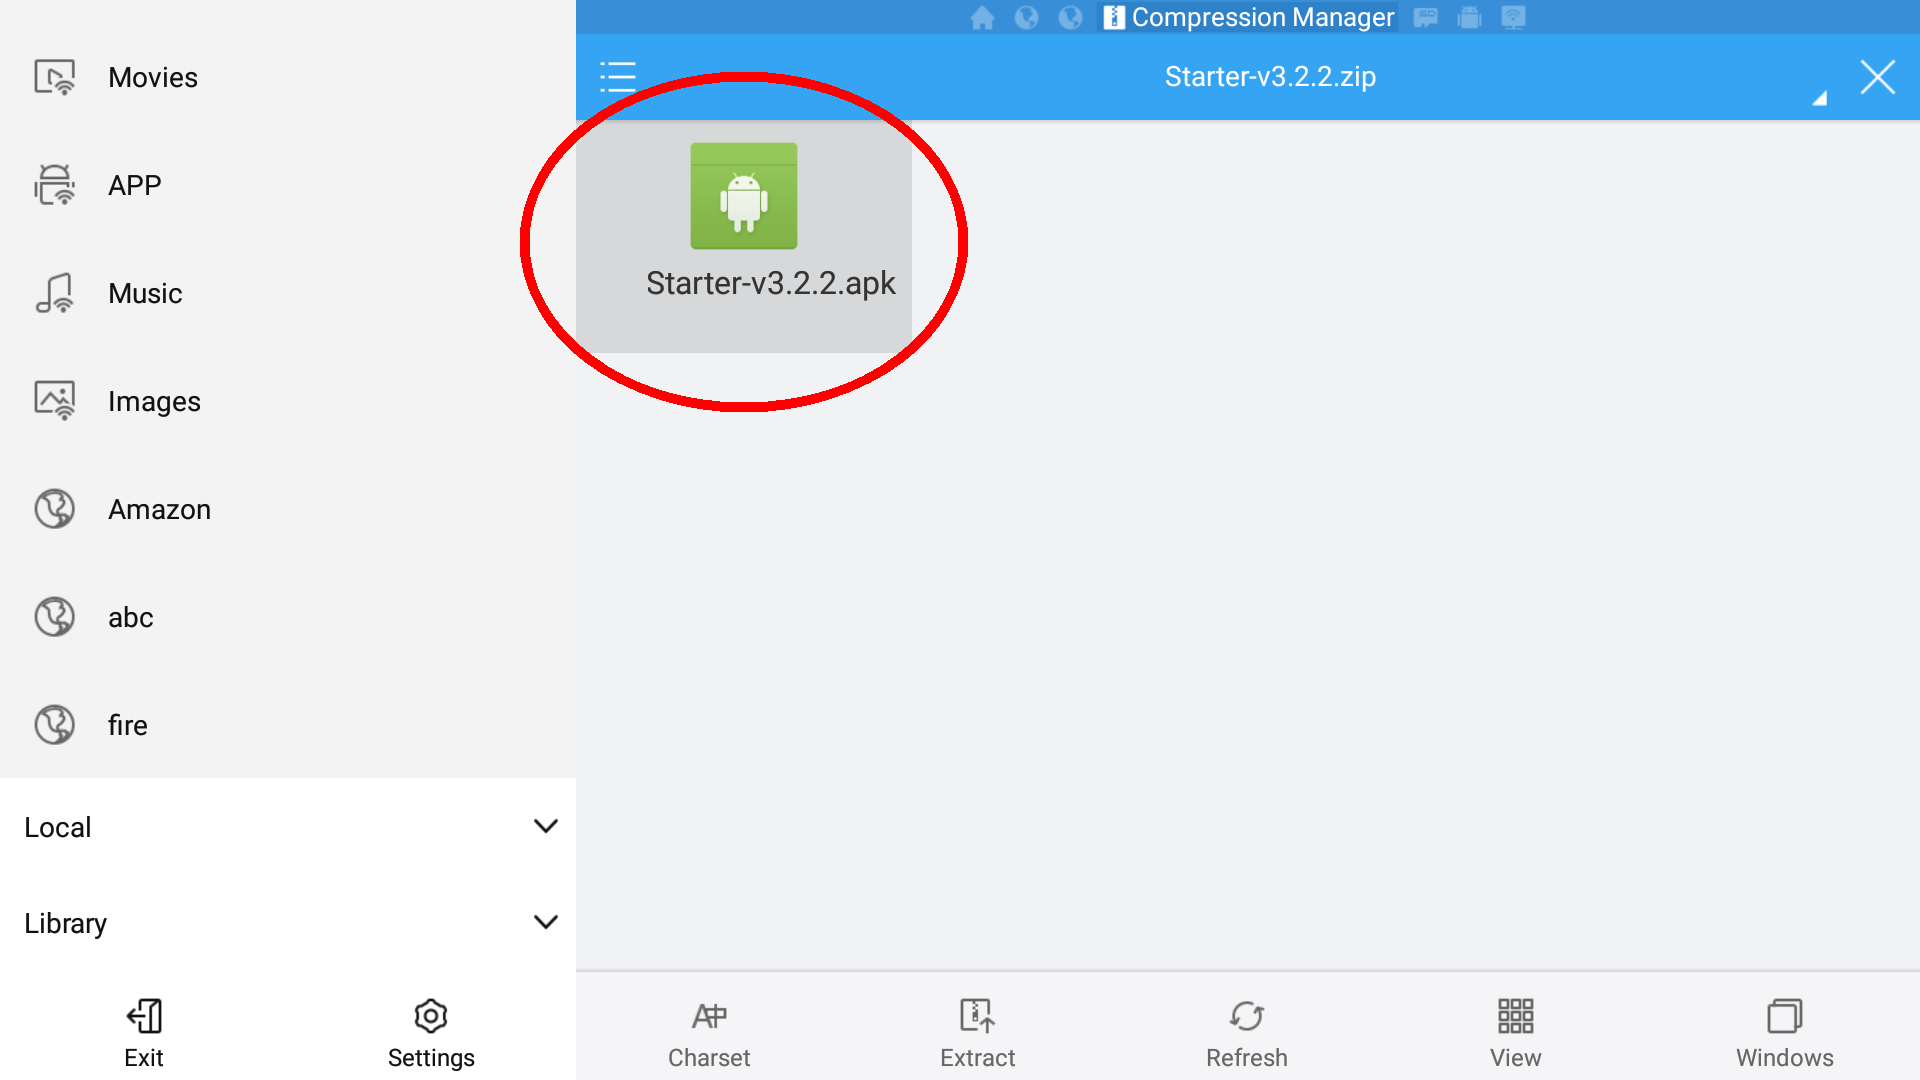 Movies
APP
Music
Images
Amazon
abc
fire
Local
Library
Exit
Settings
Compression Manager
Starter-v3.2.2.zip
Starter-v3.2.2.apk
Charset
Extract
Refresh
View
Windows